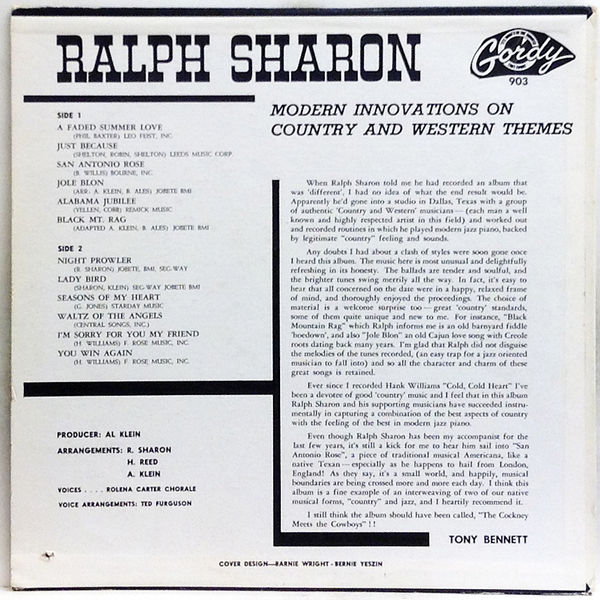 RALPH SHARON
Gordy
903
MODERN INNOVATIONS ON
COUNTRY AND WESTERN THEMES
SIDE 1
A FADED SUMMER LOVE
(PHIL BAXTER) LEO FEIST, INC.
JUST BECAUSE
(SHELTON, ROBIN, SHELTON) LEEDS MUSIC CORP.
SAN ANTONIO ROSE
(B. WILLS) BOURNE, INC.
JOLE BLON
(ARR. A. KLEIN, B. ALES) JOBETE BMI
ALABAMA JUBILEE
(YELLEN, COBB) REMICK MUSIC
BLACK MT. RAG
(ADAPTED A. KLEIN, B. ALES) JOBETE BMI
SIDE 2
NIGHT PROWLER
(R. SHARON) JOBETE, BMI, SEG-WAY
LADY BIRD
(SHARON, KLEIN) SEG-WAY JOBETE BMI
SEASONS OF MY HEART
(G. JONES) STARDAY MUSIC
WALTZ OF THE ANGELS
(CENTRAL SONGS, INC.)
I'M SORRY FOR YOU MY FRIEND
(H. WILLIAMS) F. ROSE MUSIC, INC.
YOU WIN AGAIN
(H. WILLIAMS) F. ROSE MUSIC, INC.
PRODUCER: AL KLEIN
ARRANGEMENTS: R. SHARON
H. REED
A. KLEIN
VOICES . . . . ROLENA CARTER CHORALE
VOICE ARRANGEMENTS: TED FURGUSON
When Ralph Sharon told me he had recorded an album that
was 'different', I had no idea of what the end result would be.
Apparently he'd gone into a studio in Dallas, Texas with a
group of authentic 'Country and Western' musicians — (each man a well
known and highly respected artist in this field) and worked out
and recorded routines in which he played modern jazz piano, backed
by legitimate "country" feeling and sounds.
Any doubts I had about a clash of styles were soon gone once
I heard this album. The music here is most unusual and delightfully
refreshing in its honesty. The ballads are tender and soulful, and
the brighter tunes swing merrily all the way. In fact, it's easy to
hear that all concerned on the date were in a happy, relaxed frame
of mind, and thoroughly enjoyed the proceedings. The choice of
material is a welcome surprise too — great 'country' standards,
some of them quite unique and new to me. For instance, "Black
Mountain Rag" which Ralph informs me is an old barnyard fiddle
'hoedown', and also "Jole Blon" an old Cajun love song with Creole
roots dating back many years. I'm glad that Ralph did not disguise
the melodies of the tunes recorded, (an easy trap for a jazz oriented
musician to fall into) and so all the character and charm of these
great songs is retained.
Ever since I recorded Hank Williams "Cold, Cold Heart" I've
been a devotee of good 'country' music and I feel that in this album
Ralph Sharon and his supporting musicians have succeeded instru-
mentally in capturing a combination of the best aspects of country
with the feeling of the best in modern jazz piano.
Even though Ralph Sharon has been my accompanist for the
last few years, it's still a kick for me to hear him sail into "San
Antonio Rose", a piece of traditional musical Americana, like a
native Texan — especially as he happens to hail from London,
England! As they say, it's a small world, and happily, musical
boundaries are being crossed more and more each day. I think this
album is a fine example of an interweaving of two of our native
musical forms, "country" and jazz, and I heartily recommend it.
I still think the album should have been called, "The Cockney
Meets the Cowboys" ! !
TONY BENNETT
COVER DESIGN—BARNIE WRIGHT - BERNIE YESZIN